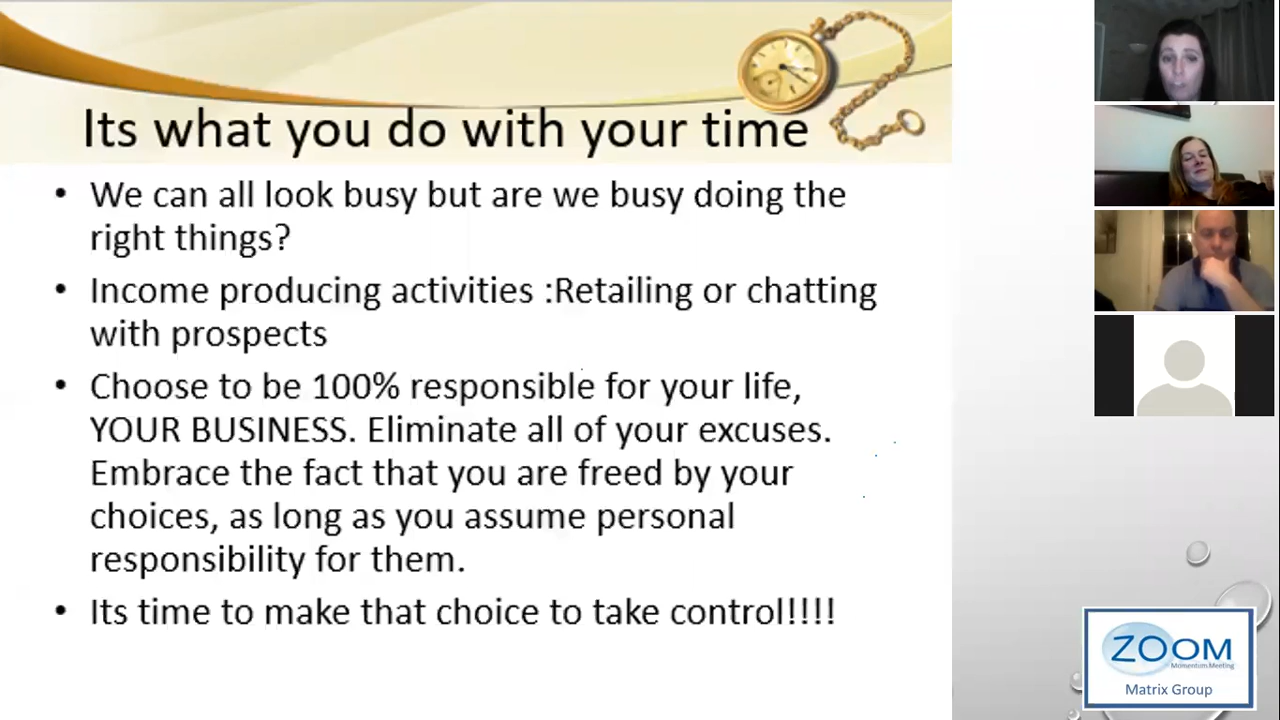 Its what you do with your time
• We can all look busy but are we busy doing the
right things?
• Income producing activities :Retailing or chatting
with prospects
• Choose to be 100% responsible for your life,
YOUR BUSINESS. Eliminate all of your excuses.
Embrace the fact that you are freed by your
choices, as long as you assume personal
responsibility for them.
• Its time to make that choice to take control!!!!
ZOOM
Momentum Meeting
Matrix Group